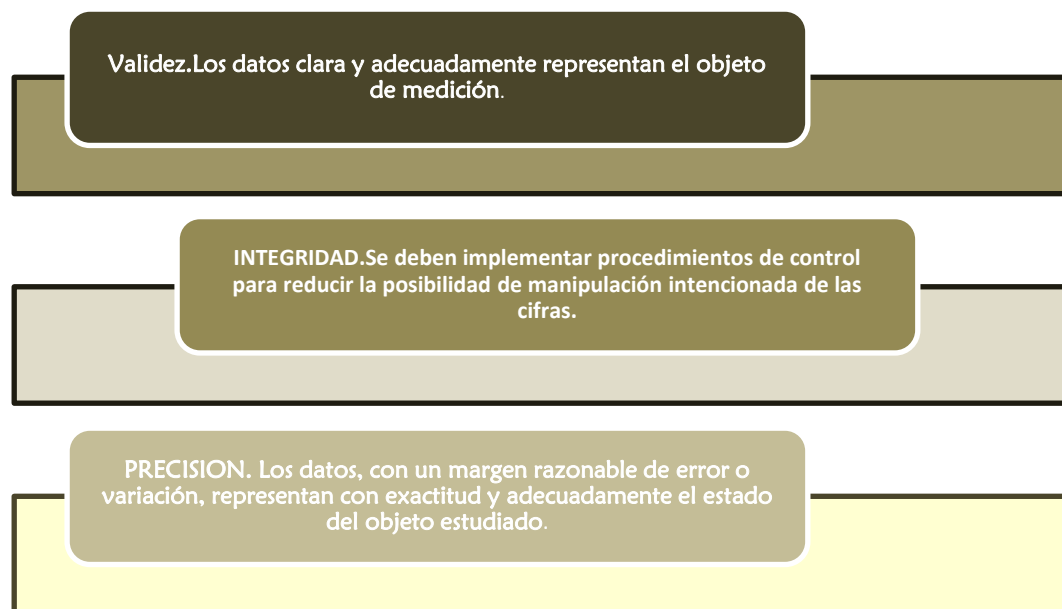 Validez.Los datos clara y adecuadamente representan el objeto
de medición.
INTEGRIDAD.Se deben implementar procedimientos de control
para reducir la posibilidad de manipulación intencionada de las
cifras.
PRECISION. Los datos, con un margen razonable de error o
variación, representan con exactitud y adecuadamente el estado
del objeto estudiado.